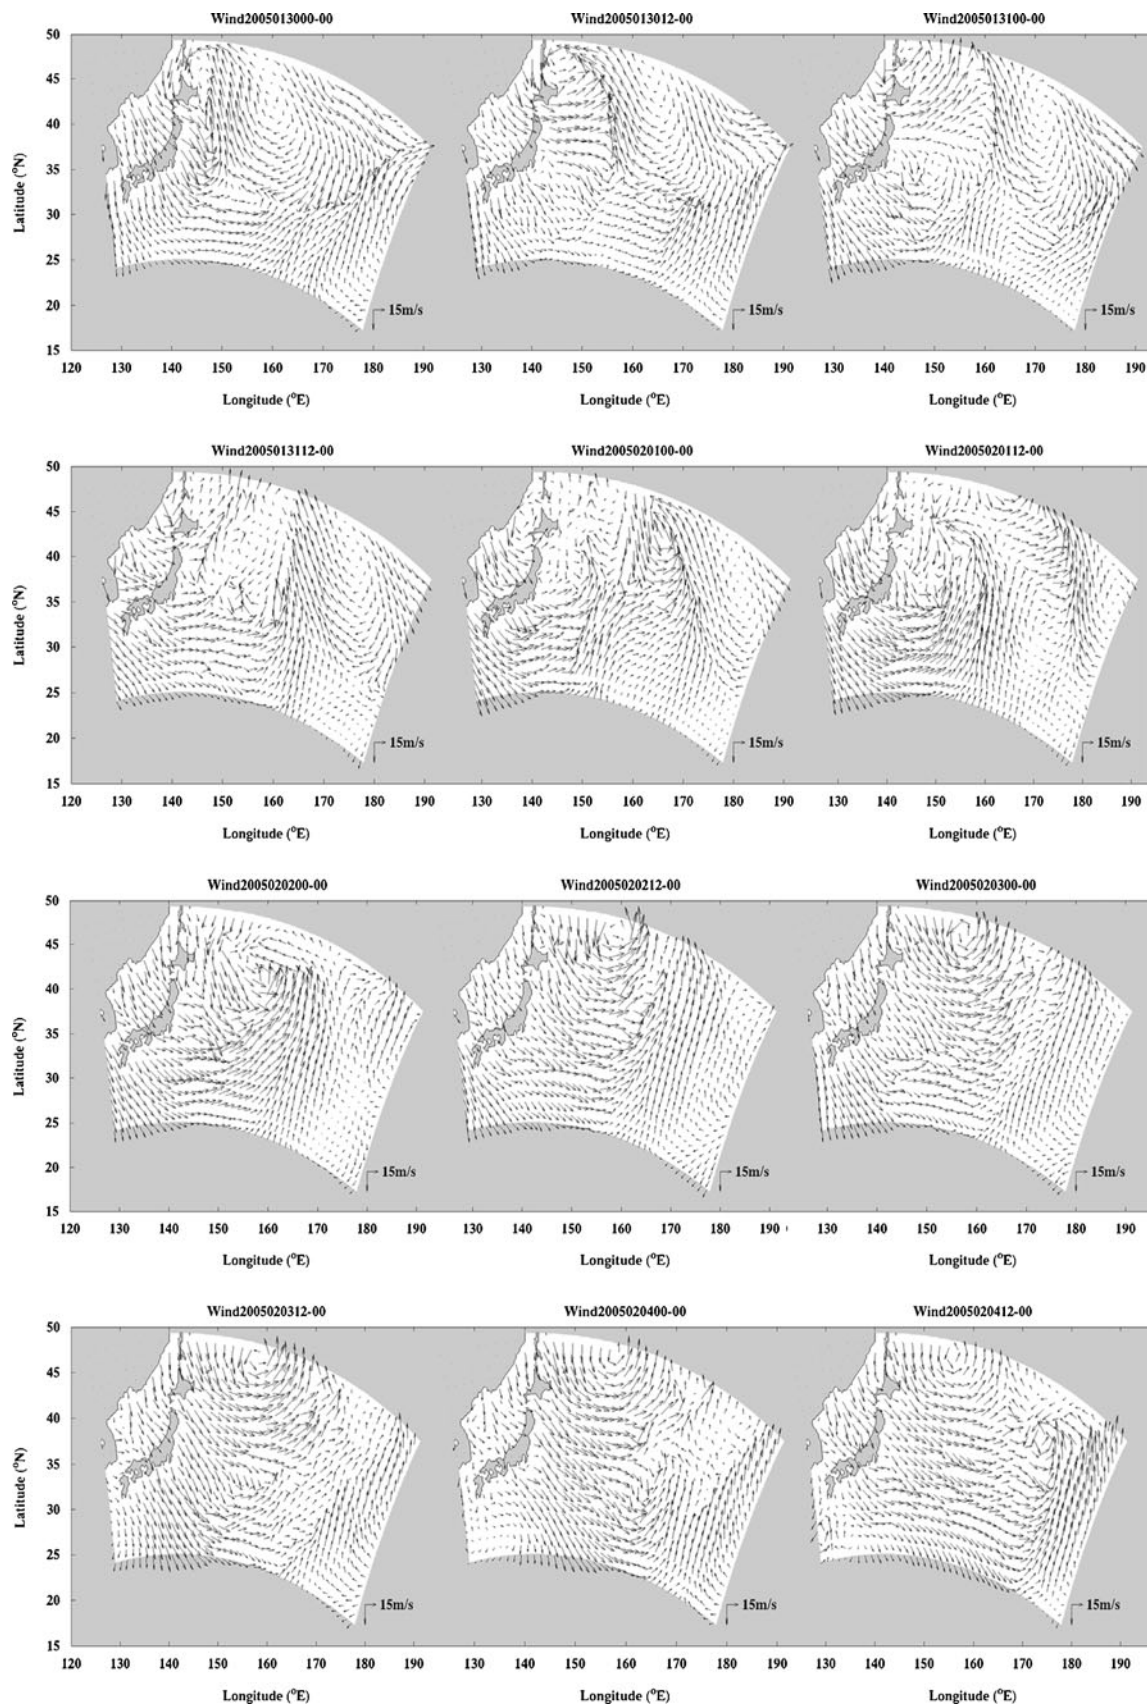 Wind2005013000-00 Wind2005013012-00 Wind2005013100-00
50
45
40
35
30
25
20
15
Latitude (°N)
15m/s 15m/s 15m/s
120 130 140 150 160 170 180 190 130 140 150 160 170 180 190 130 140 150 160 170 180 190
Longitude (°E) Longitude (°E) Longitude (°E)
Wind2005013112-00 Wind2005020100-00 Wind2005020112-00
50
45
40
35
30
25
20
15
Latitude (°N)
15m/s 15m/s 15m/s
120 130 140 150 160 170 180 190 130 140 150 160 170 180 190 130 140 150 160 170 180 190
Longitude (°E) Longitude (°E) Longitude (°E)
Wind2005020200-00 Wind2005020212-00 Wind2005020300-00
50
45
40
35
30
25
20
15
Latitude (°N)
15m/s 15m/s 15m/s
120 130 140 150 160 170 180 190 130 140 150 160 170 180 190 130 140 150 160 170 180 190
Longitude (°E) Longitude (°E) Longitude (°E)
Wind2005020312-00 Wind2005020400-00 Wind2005020412-00
50
45
40
35
30
25
20
15
Latitude (°N)
15m/s 15m/s 15m/s
120 130 140 150 160 170 180 190 130 140 150 160 170 180 190 130 140 150 160 170 180 190
Longitude (°E) Longitude (°E) Longitude (°E)